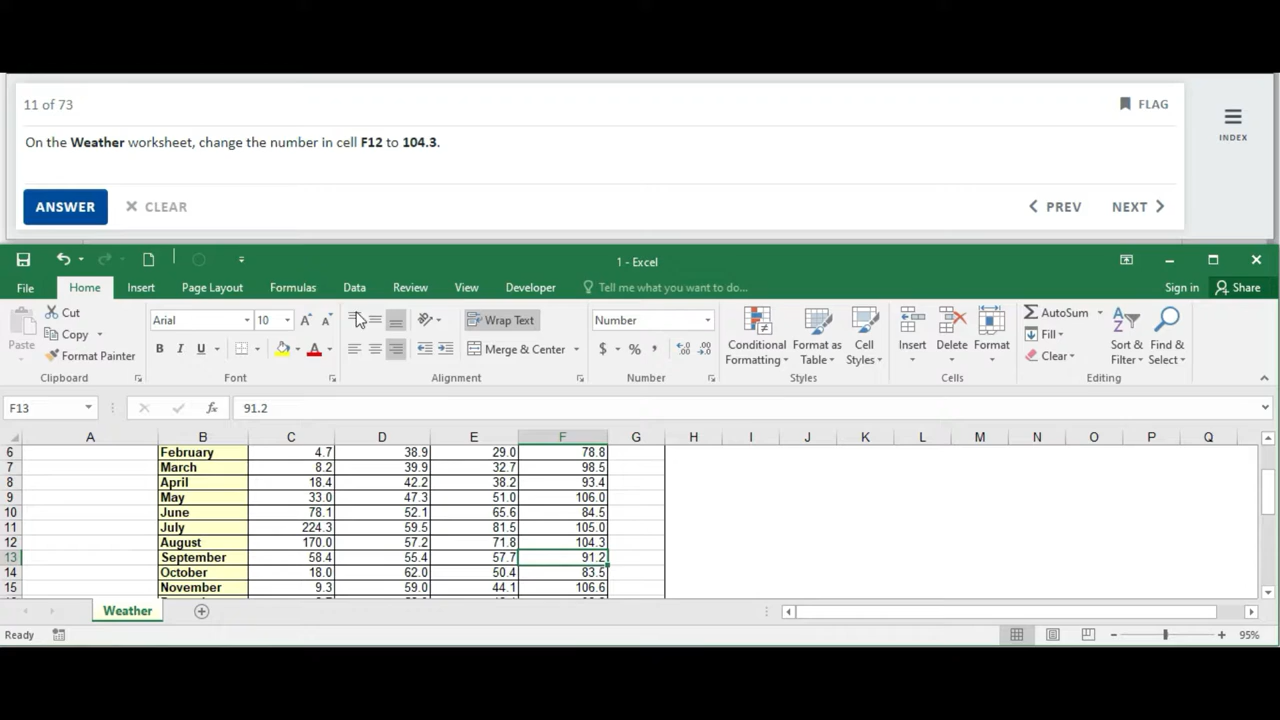 11 of 73
FLAG
INDEX
On the Weather worksheet, change the number in cell F12 to 104.3.
ANSWER
CLEAR
PREV
NEXT
1 - Excel
File Home Insert Page Layout Formulas Data Review View Developer Tell me what you want to do... Sign in Share
Paste
Cut
Copy
Format Painter
Clipboard
Arial 10 A A
B I U A
Font
Wrap Text
Merge & Center
Alignment
Number
$ % , .0 .00
Number
Conditional Formatting
Format as Table
Cell Styles
Styles
Insert
Delete
Format
Cells
AutoSum
Fill
Clear
Sort & Filter
Find & Select
Editing
F13 fx 91.2
A B C D E F G H I J K L M N O P Q
6 February 4.7 38.9 29.0 78.8
7 March 8.2 39.9 32.7 98.5
8 April 18.4 42.2 38.2 93.4
9 May 33.0 47.3 51.0 106.0
10 June 78.1 52.1 65.6 84.5
11 July 224.3 59.5 81.5 105.0
12 August 170.0 57.2 71.8 104.3
13 September 58.4 55.4 57.7 91.2
14 October 18.0 62.0 50.4 83.5
15 November 9.3 59.0 44.1 106.6
Weather
Ready
95%